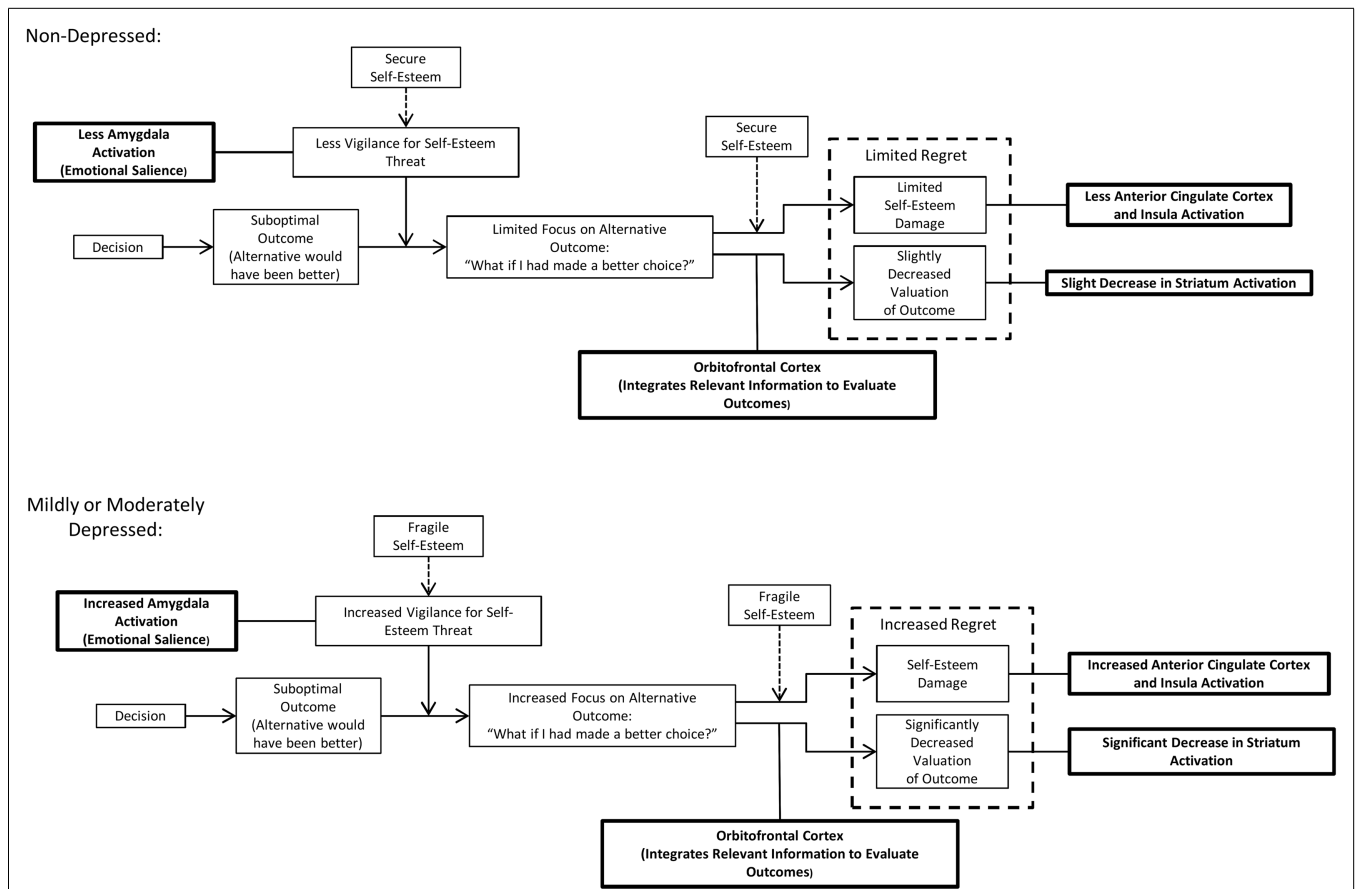 Non-Depressed:
Secure
Self-Esteem
Less Amygdala
Activation
(Emotional Salience)
Less Vigilance for Self-Esteem
Threat
Secure
Self-Esteem
Limited Regret
Limited
Self-Esteem
Damage
Less Anterior Cingulate Cortex
and Insula Activation
Decision
Suboptimal
Outcome
(Alternative would
have been better)
Limited Focus on Alternative
Outcome:
“What if I had made a better choice?”
Slightly
Decreased
Valuation
of Outcome
Slight Decrease in Striatum Activation
Orbitofrontal Cortex
(Integrates Relevant Information to Evaluate
Outcomes)
Mildly or Moderately
Depressed:
Fragile
Self-Esteem
Increased Amygdala
Activation
(Emotional Salience)
Increased Vigilance for Self-
Esteem Threat
Fragile
Self-Esteem
Increased Regret
Self-Esteem
Damage
Increased Anterior Cingulate Cortex
and Insula Activation
Decision
Suboptimal
Outcome
(Alternative would
have been better)
Increased Focus on Alternative
Outcome:
“What if I had made a better choice?”
Significantly
Decreased
Valuation
of Outcome
Significant Decrease in Striatum
Activation
Orbitofrontal Cortex
(Integrates Relevant Information to Evaluate
Outcomes)